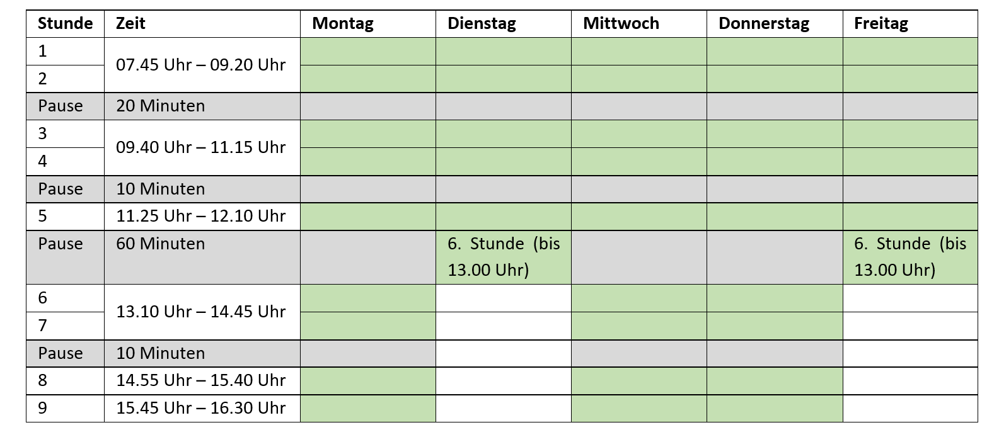 Stunde Zeit Montag Dienstag Mittwoch Donnerstag Freitag
1
07.45 Uhr – 09.20 Uhr
2
Pause 20 Minuten
3
09.40 Uhr – 11.15 Uhr
4
Pause 10 Minuten
5 11.25 Uhr – 12.10 Uhr
Pause 60 Minuten 6. Stunde (bis 6. Stunde (bis
13.00 Uhr) 13.00 Uhr)
6
13.10 Uhr – 14.45 Uhr
7
Pause 10 Minuten
8 14.55 Uhr – 15.40 Uhr
9 15.45 Uhr – 16.30 Uhr